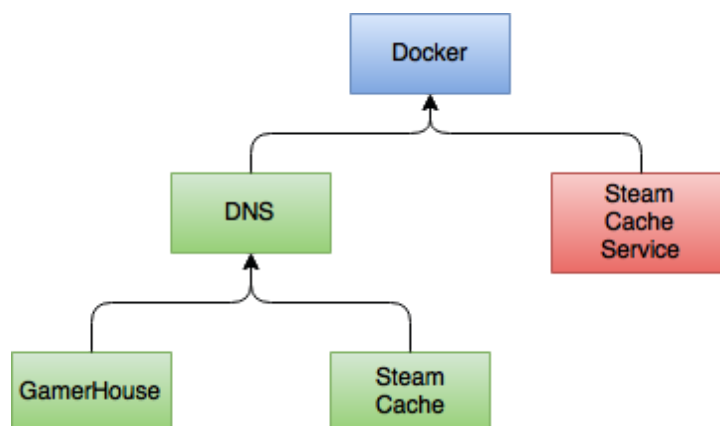 Docker
DNS
Steam
Cache
Service
GamerHouse
Steam
Cache